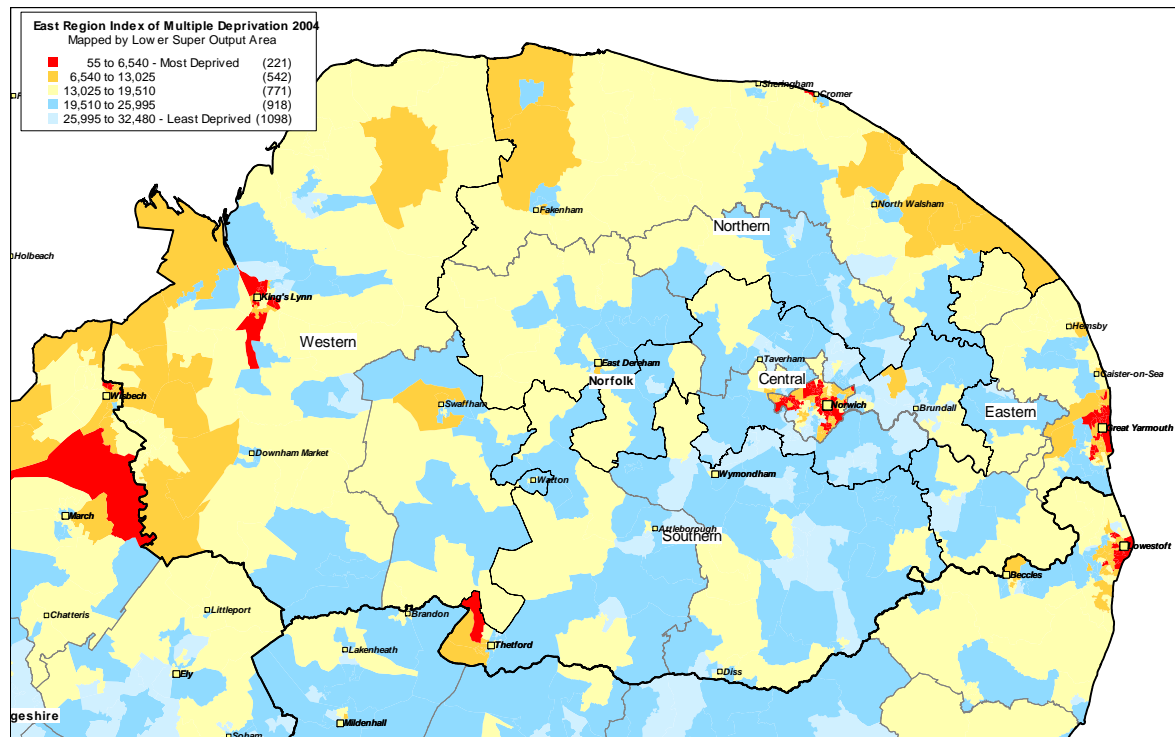 East Region Index of Multiple Deprivation 2004
Mapped by Lower Super Output Area
55 to 6,540 - Most Deprived (221)
6,540 to 13,025 (542)
13,025 to 19,510 (771)
19,510 to 25,995 (918)
25,995 to 32,480 - Least Deprived (1098)
Sheringham
Cromer
North Walsham
Fakenham
Northern
Holbeach
King's Lynn
Western
Hemsby
Taverham
East Dereham
Caister-on-Sea
Norfolk
Central
Wisbech
Swaffham
Norwich
Brundall
Eastern
Great Yarmouth
Downham Market
Wymondham
Watton
March
Attleborough
Southern
Lowestoft
Beccles
Chatteris
Littleport
Brandon
Thetford
Lakenheath
Ely
Diss
geshire
Mildenhall
Soham